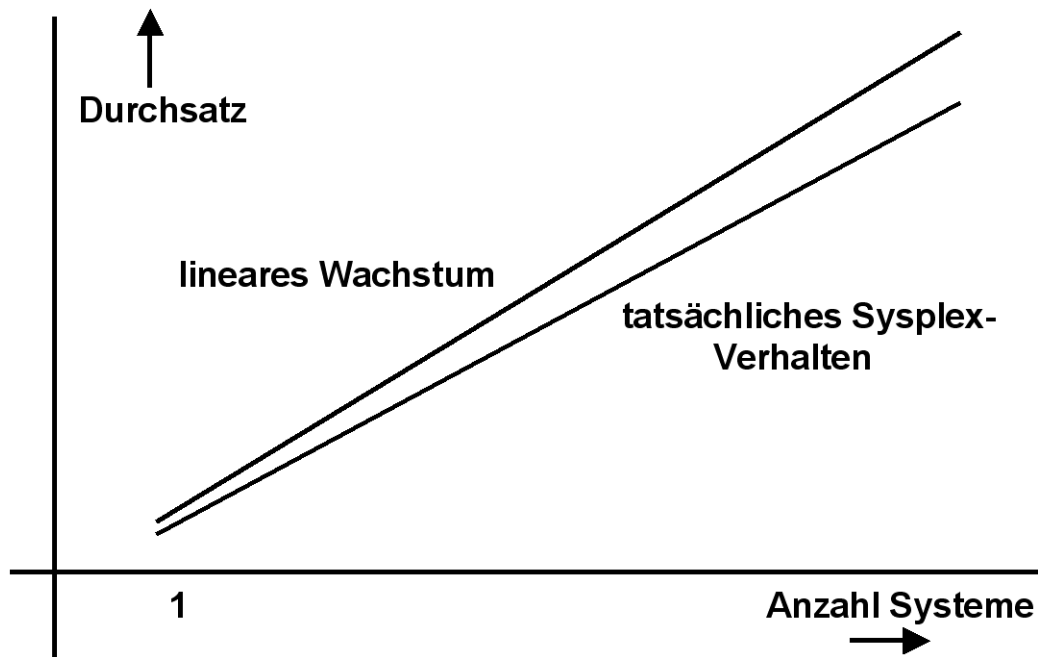 Durchsatz
lineares Wachstum
tatsächliches Sysplex-
Verhalten
1
Anzahl Systeme